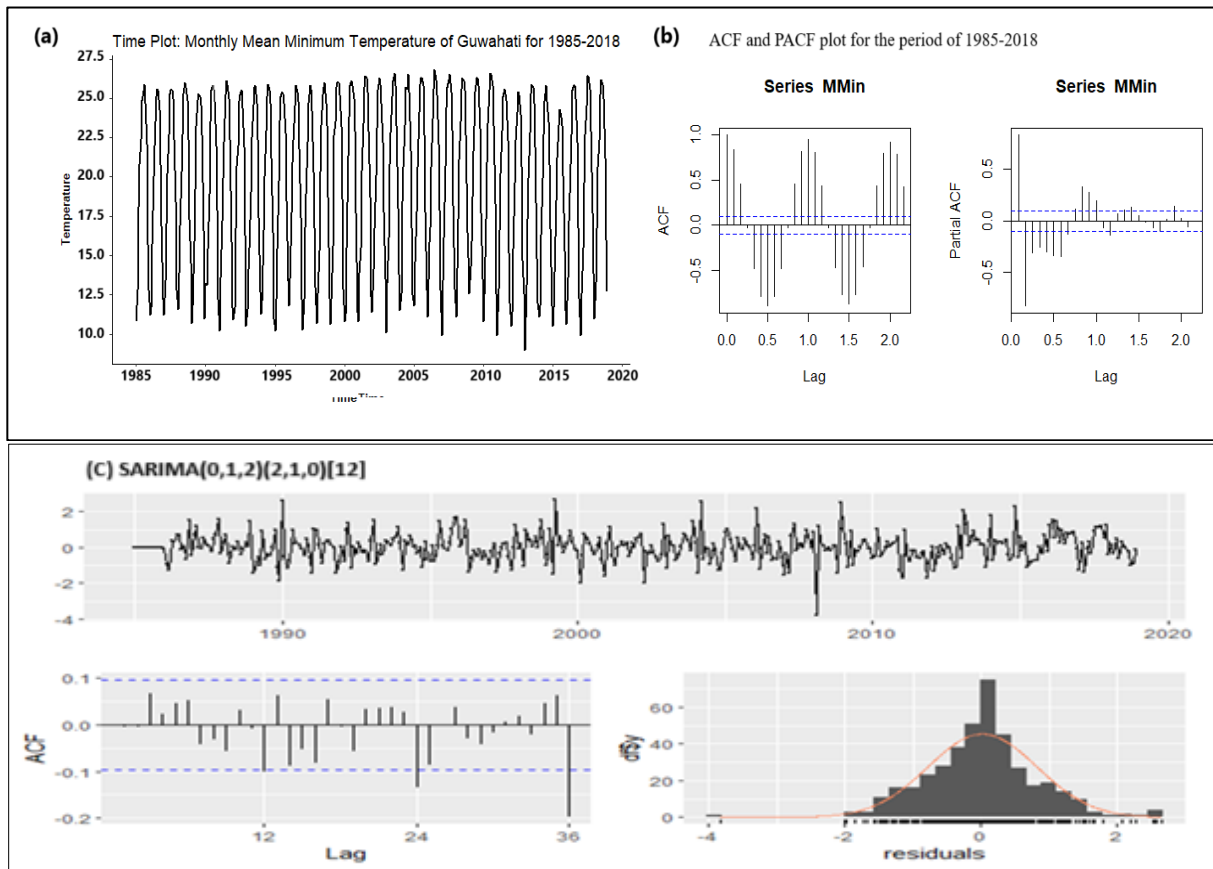 (a)
Time Plot: Monthly Mean Minimum Temperature of Guwahati for 1985-2018
27.5
25.0
22.5
20.0
17.5
15.0
12.5
10.0
Temperature
1985 1990 1995 2000 2005 2010 2015 2020
TimeTime
(b) ACF and PACF plot for the period of 1985-2018
Series MMin
1.0
0.5
0.0
-0.5
ACF
0.0 0.5 1.0 1.5 2.0
Lag
Series MMin
0.5
0.0
-0.5
Partial ACF
0.0 0.5 1.0 1.5 2.0
Lag
(C) SARIMA(0,1,2)(2,1,0)[12]
2
0
-2
-4
1990 2000 2010 2020
0.1
0.0
-0.1
-0.2
ACF
12 24 36
Lag
60
40
20
0
df$y
-4 -2 0 2
residuals